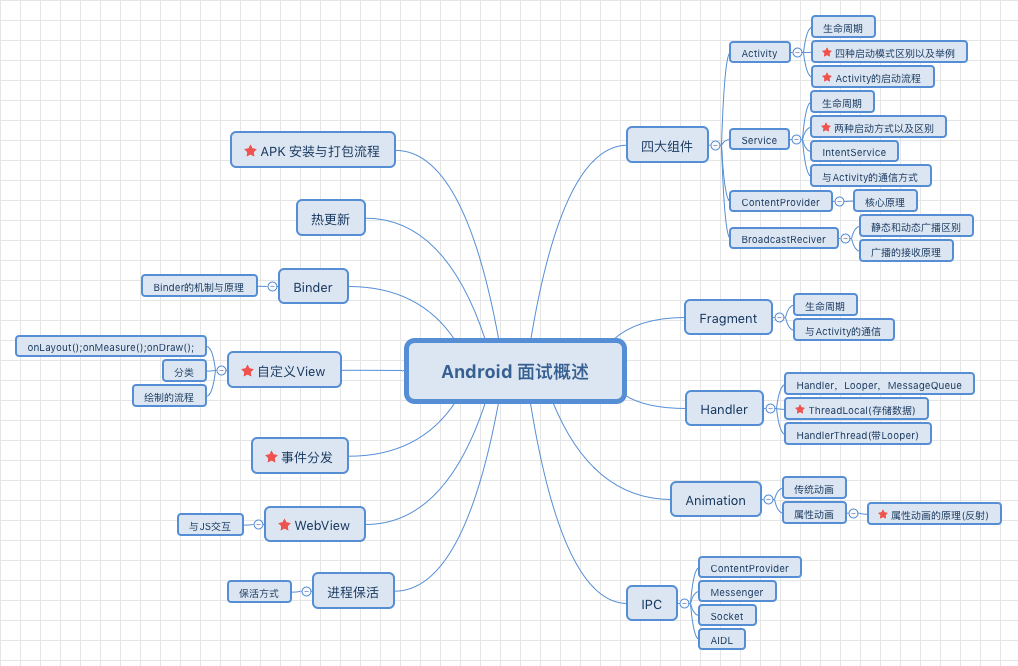 Android 面试概述
四大组件
Activity
生命周期
四种启动模式区别以及举例
Activity的启动流程
Service
生命周期
两种启动方式以及区别
IntentService
与Activity的通信方式
ContentProvider
核心原理
BroadcastReciver
静态和动态广播区别
广播的接收原理
Fragment
生命周期
与Activity的通信
Handler
Handler，Looper，MessageQueue
ThreadLocal(存储数据)
HandlerThread(带Looper)
Animation
传统动画
属性动画
属性动画的原理(反射)
IPC
ContentProvider
Messenger
Socket
AIDL
APK 安装与打包流程
热更新
Binder
Binder的机制与原理
自定义View
onLayout();onMeasure();onDraw();
分类
绘制的流程
事件分发
WebView
与JS交互
进程保活
保活方式